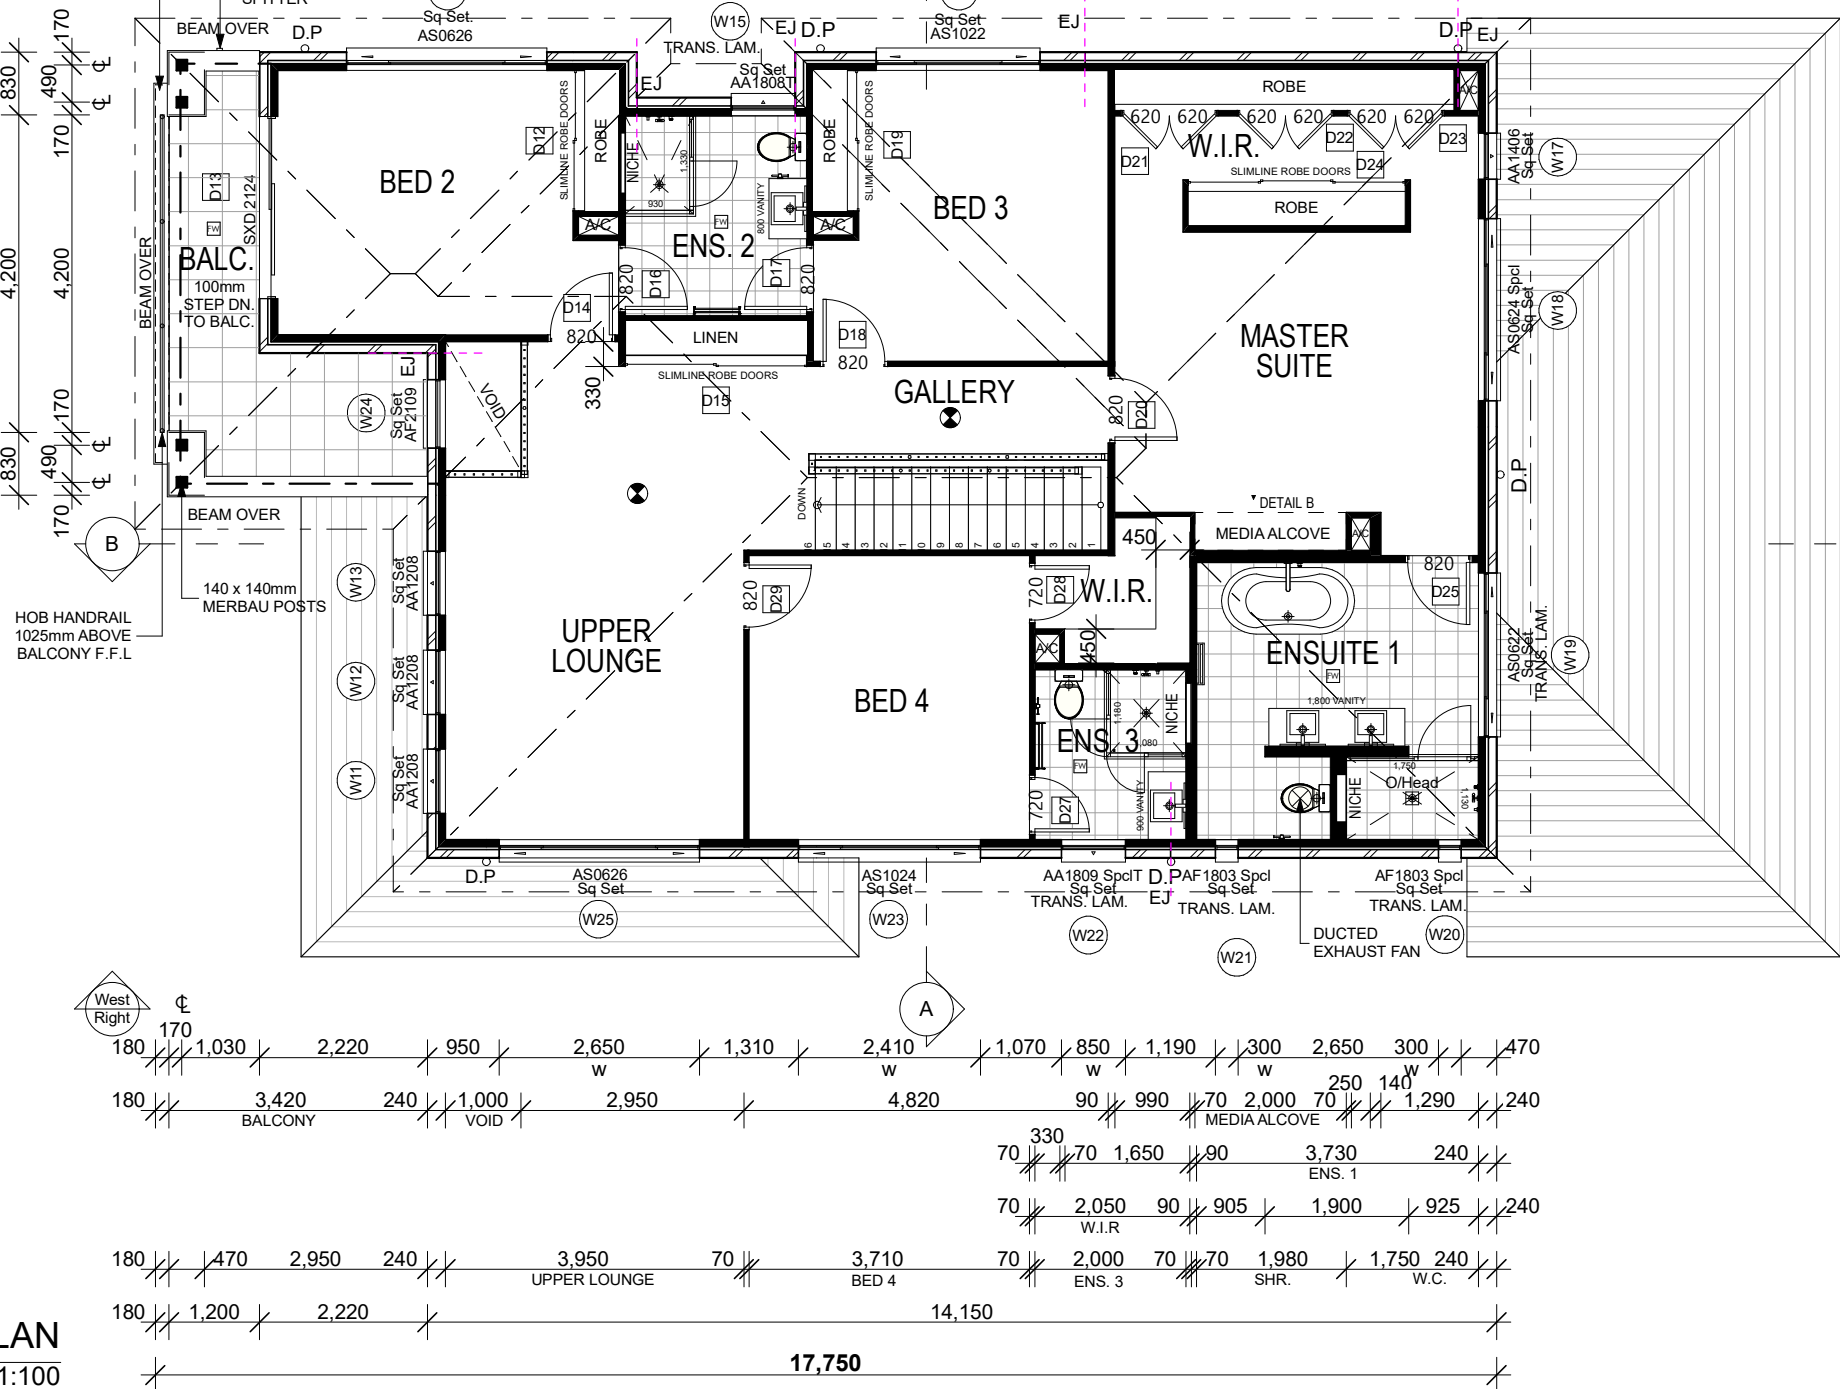 BEAM OVER
D.P
Sq Set.
AS0626
W15
TRANS. LAM.
EJ
D.P
Sq Set
AS1022
EJ
D.P
EJ
170
830
490
170
4,200
4,200
170
830
490
170
EJ
Sq Set
AA1808T
SLIMLINE ROBE DOORS
D12
ROBE
NICHE
1,330
930
800 VANITY
ROBE
SLIMLINE ROBE DOORS
D19
ROBE
A/C
620
620
620
620
620
620
D21
W.I.R.
D22
D24
D23
SLIMLINE ROBE DOORS
ROBE
AA1406
Sq Set
W17
BED 2
BED 3
D13
FW
SXD 2124
BALC.
100mm
STEP DN.
TO BALC.
BEAM OVER
A/C
FW
ENS. 2
A/C
820
D16
D17
820
D14
820
LINEN
SLIMLINE ROBE DOORS
D15
330
D18
820
MASTER
SUITE
AS0624 Spcl
Sq Set
W18
EJ
VOID
W24
Sq Set
AF2109
GALLERY
820
D20
D.P
BEAM OVER
B
DOWN
DETAIL B
MEDIA ALCOVE
A/C
450
140 x 140mm
MERBAU POSTS
HOB HANDRAIL
1025mm ABOVE
BALCONY F.F.L
W13
Sq Set
AA1208
W12
Sq Set
AA1208
W11
Sq Set
AA1208
UPPER
LOUNGE
820
D29
720
D28
W.I.R.
A/C
450
820
D25
ENSUITE 1
FW
1,800 VANITY
AS0622
Sq Set
TRANS. LAM.
W19
BED 4
1,180
NICHE
ENS. 3
FW
720
D27
900 VANITY
1,750
NICHE
O/Head
1,130
D.P
AS0626
Sq Set
W25
AS1024
Sq Set
W23
AA1809 SpclT
Sq Set
TRANS. LAM.
W22
D.P
EJ
AF1803 Spcl
Sq Set
TRANS. LAM.
W21
AF1803 Spcl
Sq Set
TRANS. LAM.
W20
DUCTED
EXHAUST FAN
West
Right
A
170
180 1,030 2,220 950 2,650 1,310 2,410 1,070 850 1,190 300 2,650 300 470
w w w w w
250 140
180 3,420 240 1,000 2,950 4,820 90 990 70 2,000 70 1,290 240
BALCONY VOID MEDIA ALCOVE
330
70 70 1,650 90 3,730 240
ENS. 1
70 2,050 90 905 1,900 925 240
W.I.R
180 470 2,950 240 3,950 70 3,710 70 2,000 70 70 1,980 1,750 240
UPPER LOUNGE BED 4 ENS. 3 SHR. W.C.
180 1,200 2,220 14,150
17,750
1:100